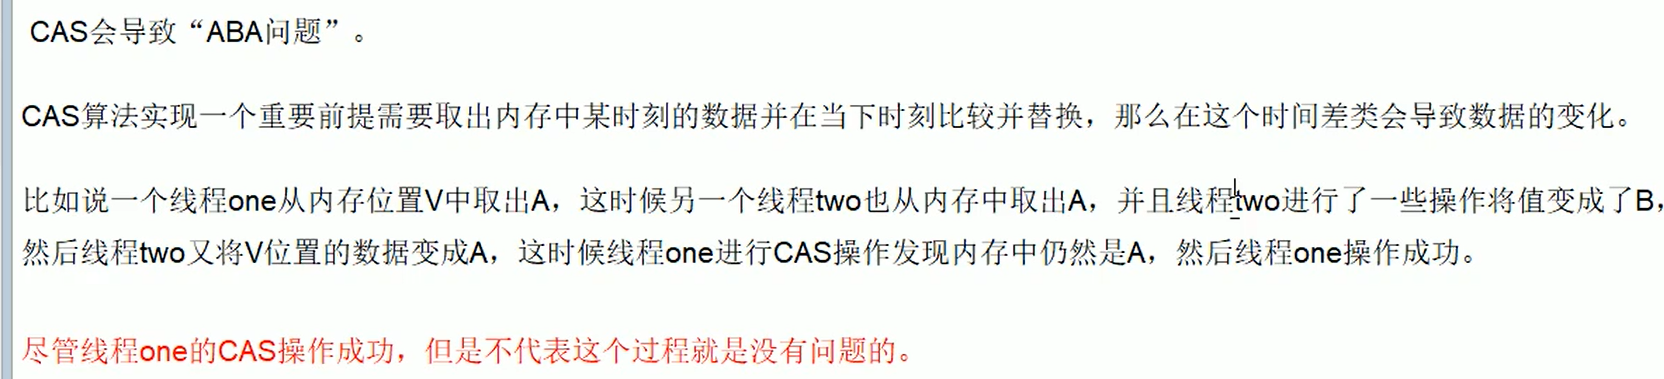 CAS会导致“ABA问题”。
CAS算法实现一个重要前提需要取出内存中某时刻的数据并在当下时刻比较并替换，那么在这个时间差类会导致数据的变化。
比如说一个线程one从内存位置V中取出A，这时候另一个线程two也从内存中取出A，并且线程two进行了一些操作将值变成了B，
然后线程two又将V位置的数据变成A，这时候线程one进行CAS操作发现内存中仍然是A，然后线程one操作成功。
尽管线程one的CAS操作成功，但是不代表这个过程就是没有问题的。